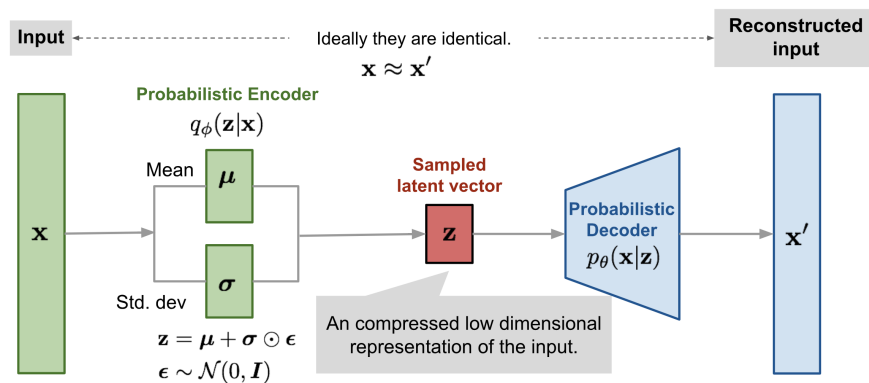 Input
Ideally they are identical.
x ≈ x′
Reconstructed
input
Probabilistic Encoder
qϕ(z|x)
Mean
μ
x
Std. dev
σ
z = μ + σ ⊙ ϵ
ϵ ∼ 𝒩(0, I)
Sampled
latent vector
z
An compressed low dimensional
representation of the input.
Probabilistic
Decoder
pθ(x|z)
x′